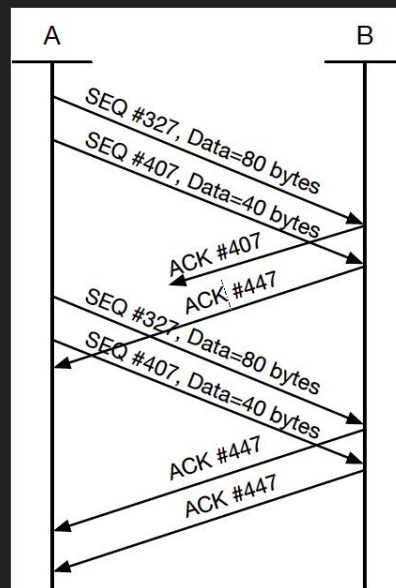 A
B
SEQ #327, Data=80 bytes
SEQ #407, Data=40 bytes
ACK #407
ACK #447
SEQ #327, Data=80 bytes
SEQ #407, Data=40 bytes
ACK #447
ACK #447